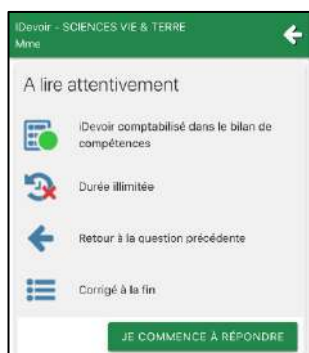 iDevoir - SCIENCES VIE & TERRE
Mme
A lire attentivement
iDevoir comptabilisé dans le bilan de
compétences
Durée illimitée
Retour à la question précédente
Corrigé à la fin
JE COMMENCE À RÉPONDRE